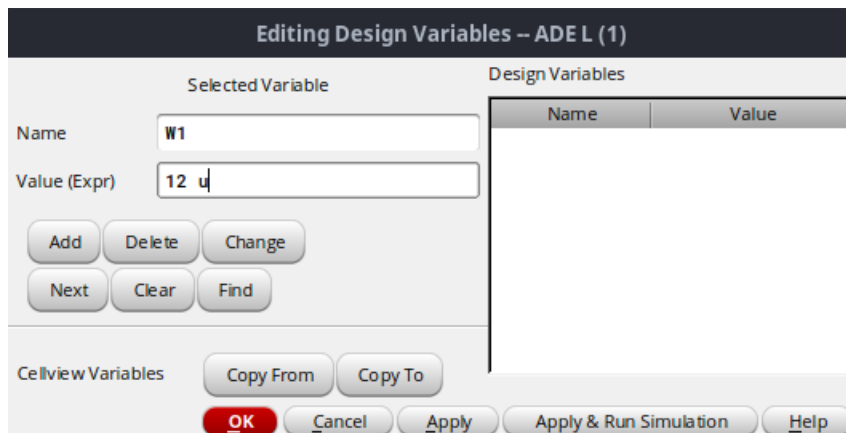 Editing Design Variables -- ADE L (1)
Selected Variable
Name W1
Value (Expr) 12 u
Add Delete Change
Next Clear Find
Cellview Variables Copy From Copy To
Design Variables
Name Value
OK Cancel Apply Apply & Run Simulation Help